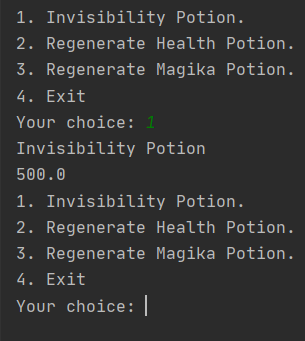 1. Invisibility Potion.
2. Regenerate Health Potion.
3. Regenerate Magika Potion.
4. Exit
Your choice: 1
Invisibility Potion
500.0
1. Invisibility Potion.
2. Regenerate Health Potion.
3. Regenerate Magika Potion.
4. Exit
Your choice: